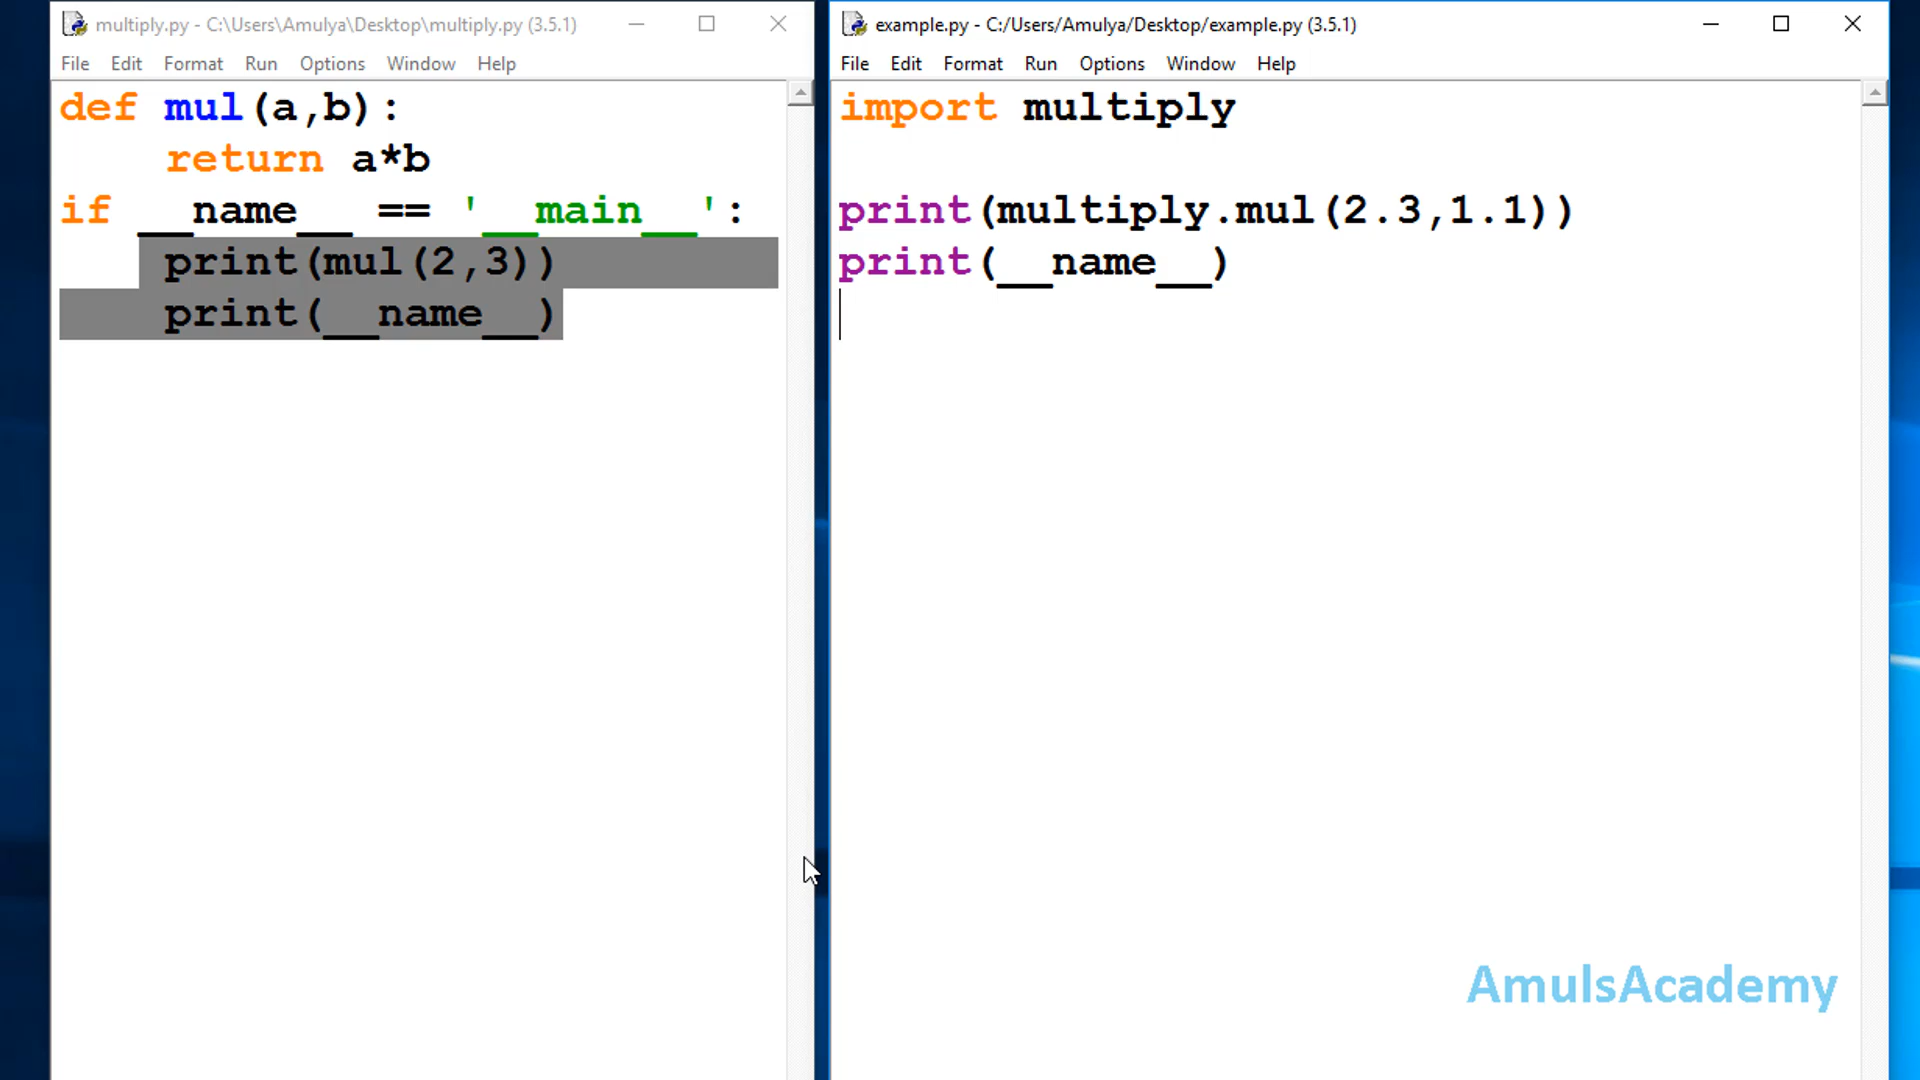 multiply.py - C:\Users\Amulya\Desktop\multiply.py (3.5.1)
File Edit Format Run Options Window Help
def mul(a,b):
    return a*b
if __name__ == '__main__':
    print(mul(2,3))
    print(__name__)
example.py - C:/Users/Amulya/Desktop/example.py (3.5.1)
File Edit Format Run Options Window Help
import multiply

print(multiply.mul(2.3,1.1))
print(__name__)
AmulsAcademy